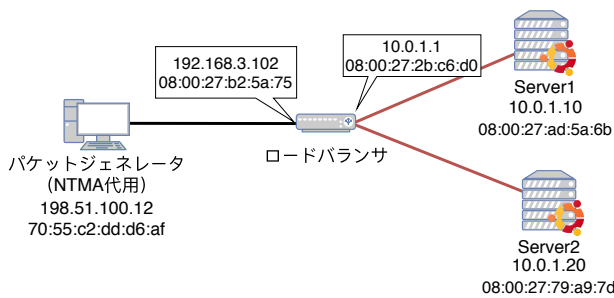 192.168.3.102
08:00:27:b2:5a:75
10.0.1.1
08:00:27:2b:c6:d0
Server1
10.0.1.10
08:00:27:ad:5a:6b
パケットジェネレータ
(NTMA代用)
198.51.100.12
70:55:c2:dd:d6:af
ロードバランサ
Server2
10.0.1.20
08:00:27:79:a9:7d